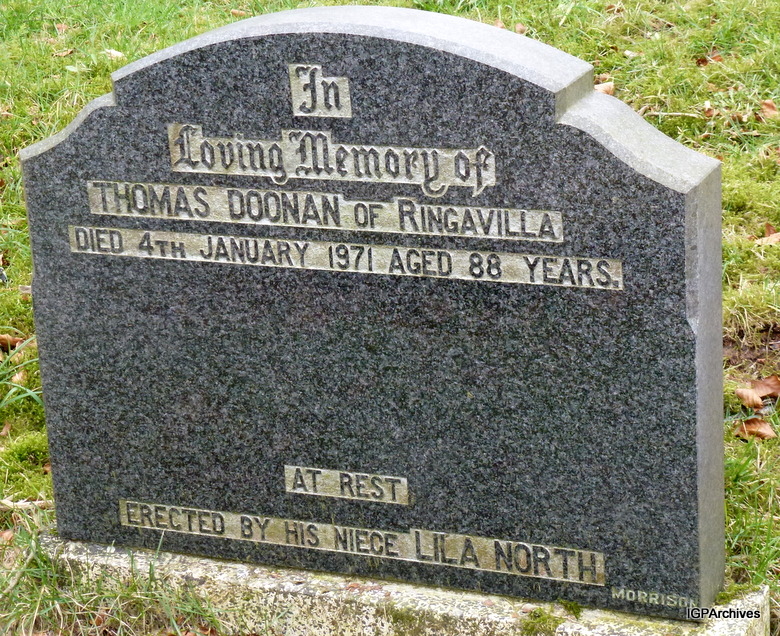 In
Loving Memory of
THOMAS DOONAN OF RINGAVILLA
DIED 4TH JANUARY 1971 AGED 88 YEARS.
AT REST
ERECTED BY HIS NIECE LILA NORTH
MORRISON
IGPArchives